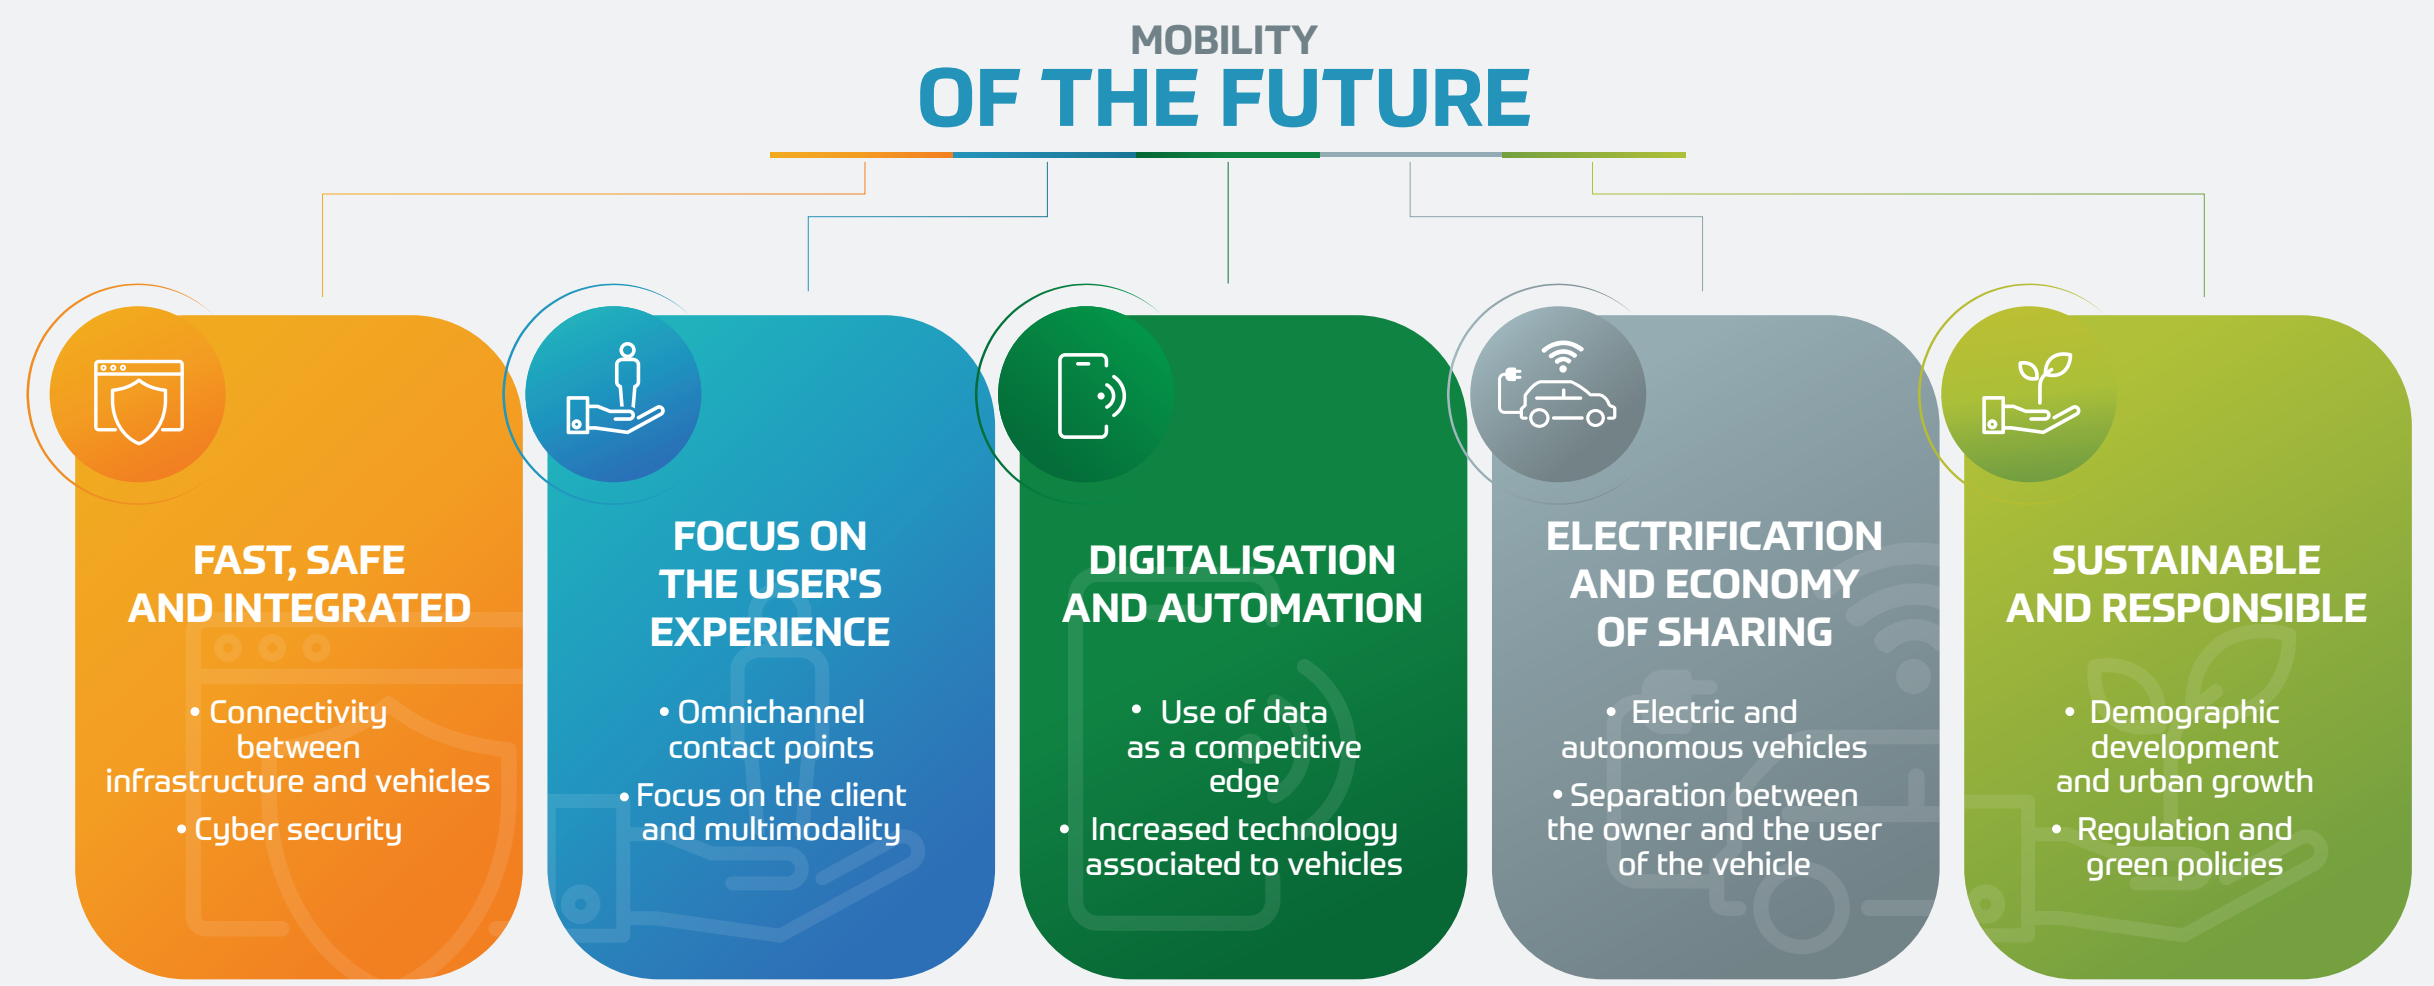 MOBILITY
OF THE FUTURE
FAST, SAFE
AND INTEGRATED
• Connectivity
between
infrastructure and vehicles
• Cyber security
FOCUS ON
THE USER'S
EXPERIENCE
• Omnichannel
contact points
• Focus on the client
and multimodality
DIGITALISATION
AND AUTOMATION
• Use of data
as a competitive
edge
• Increased technology
associated to vehicles
ELECTRIFICATION
AND ECONOMY
OF SHARING
• Electric and
autonomous vehicles
• Separation between
the owner and the user
of the vehicle
SUSTAINABLE
AND RESPONSIBLE
• Demographic
development
and urban growth
• Regulation and
green policies